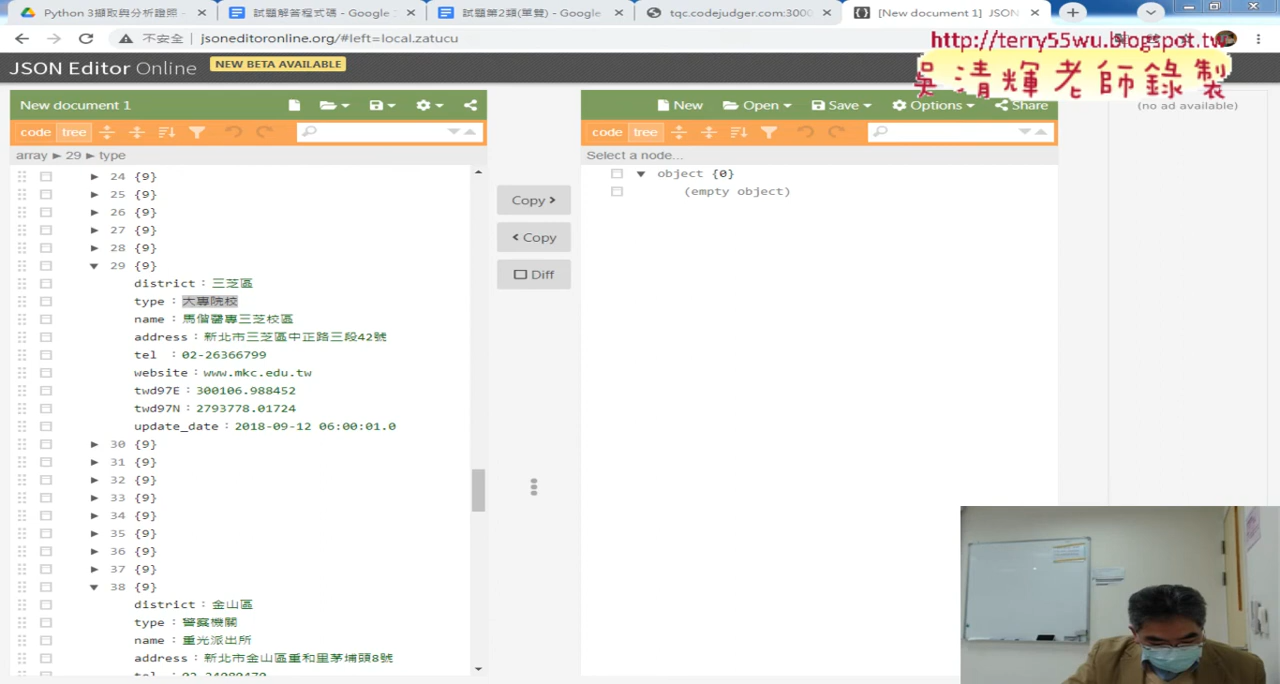 Python 3擷取與分析證照 -
試題解答程式碼 - Google
試題第2類(單雙) - Google
tqc.codejudger.com:3000
[New document 1] JSON
不安全 | jsoneditoronline.org/#left=local.zatucu
http://terry55wu.blogspot.tw
吳清輝老師錄製
JSON Editor Online NEW BETA AVAILABLE
New document 1
New Open Save Options Share
(no ad available)
code tree
code tree
array ► 29 ► type
Select a node...
24 {9}
25 {9}
26 {9}
27 {9}
28 {9}
29 {9}
district : 三芝區
type : 大專院校
name : 馬偕醫專三芝校區
address : 新北市三芝區中正路三段42號
tel : 02-26366799
website : www.mkc.edu.tw
twd97E : 300106.988452
twd97N : 2793778.01724
update_date : 2018-09-12 06:00:01.0
30 {9}
31 {9}
32 {9}
33 {9}
34 {9}
35 {9}
36 {9}
37 {9}
38 {9}
district : 金山區
type : 警察機關
name : 重光派出所
address : 新北市金山區重和里茅埔頭8號
Copy >
< Copy
Diff
object {0}
(empty object)